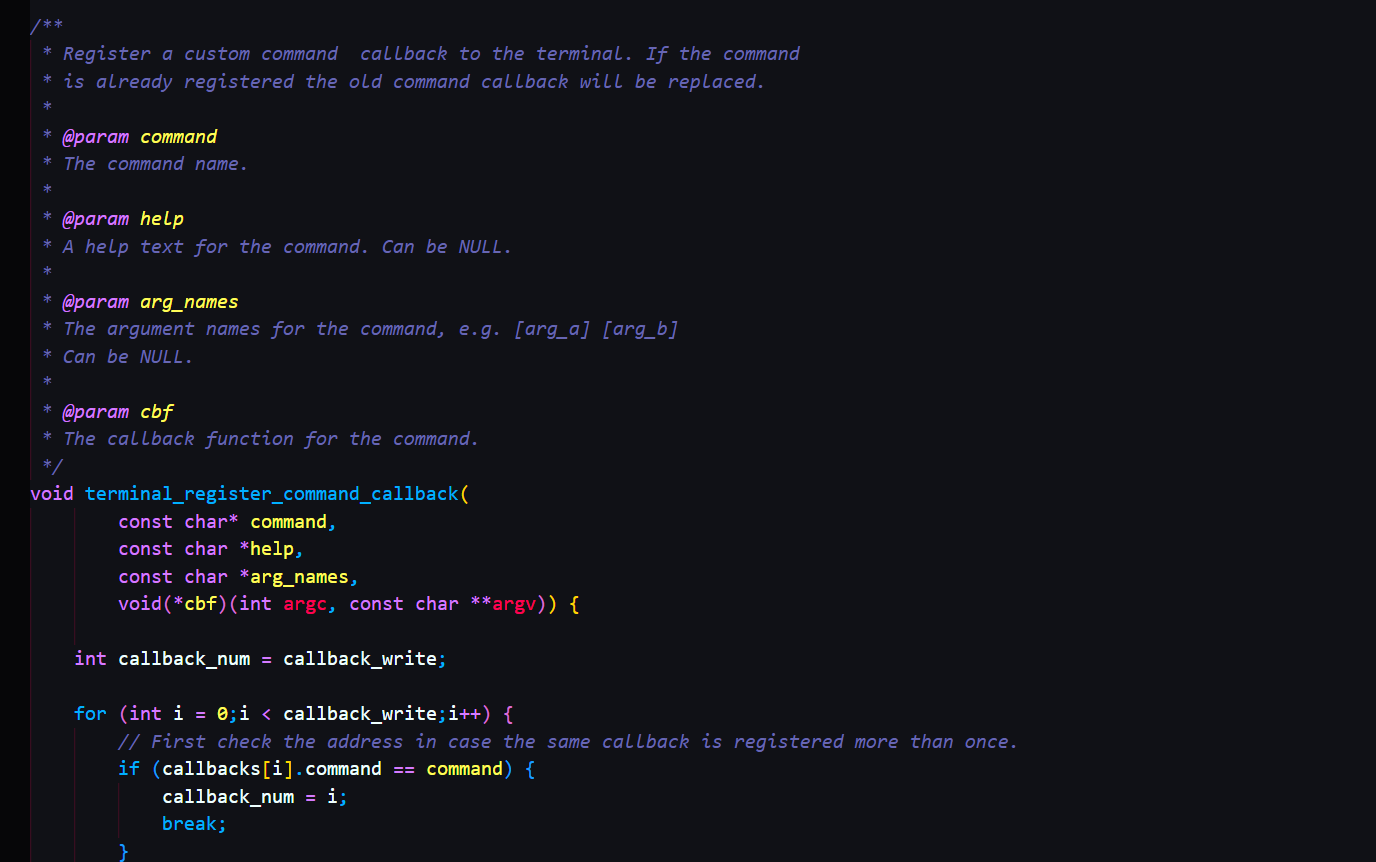 /**
 * Register a custom command  callback to the terminal. If the command
 * is already registered the old command callback will be replaced.
 *
 * @param command
 * The command name.
 *
 * @param help
 * A help text for the command. Can be NULL.
 *
 * @param arg_names
 * The argument names for the command, e.g. [arg_a] [arg_b]
 * Can be NULL.
 *
 * @param cbf
 * The callback function for the command.
 */
void terminal_register_command_callback(
        const char* command,
        const char *help,
        const char *arg_names,
        void(*cbf)(int argc, const char **argv)) {

    int callback_num = callback_write;

    for (int i = 0;i < callback_write;i++) {
        // First check the address in case the same callback is registered more than once.
        if (callbacks[i].command == command) {
            callback_num = i;
            break;
        }